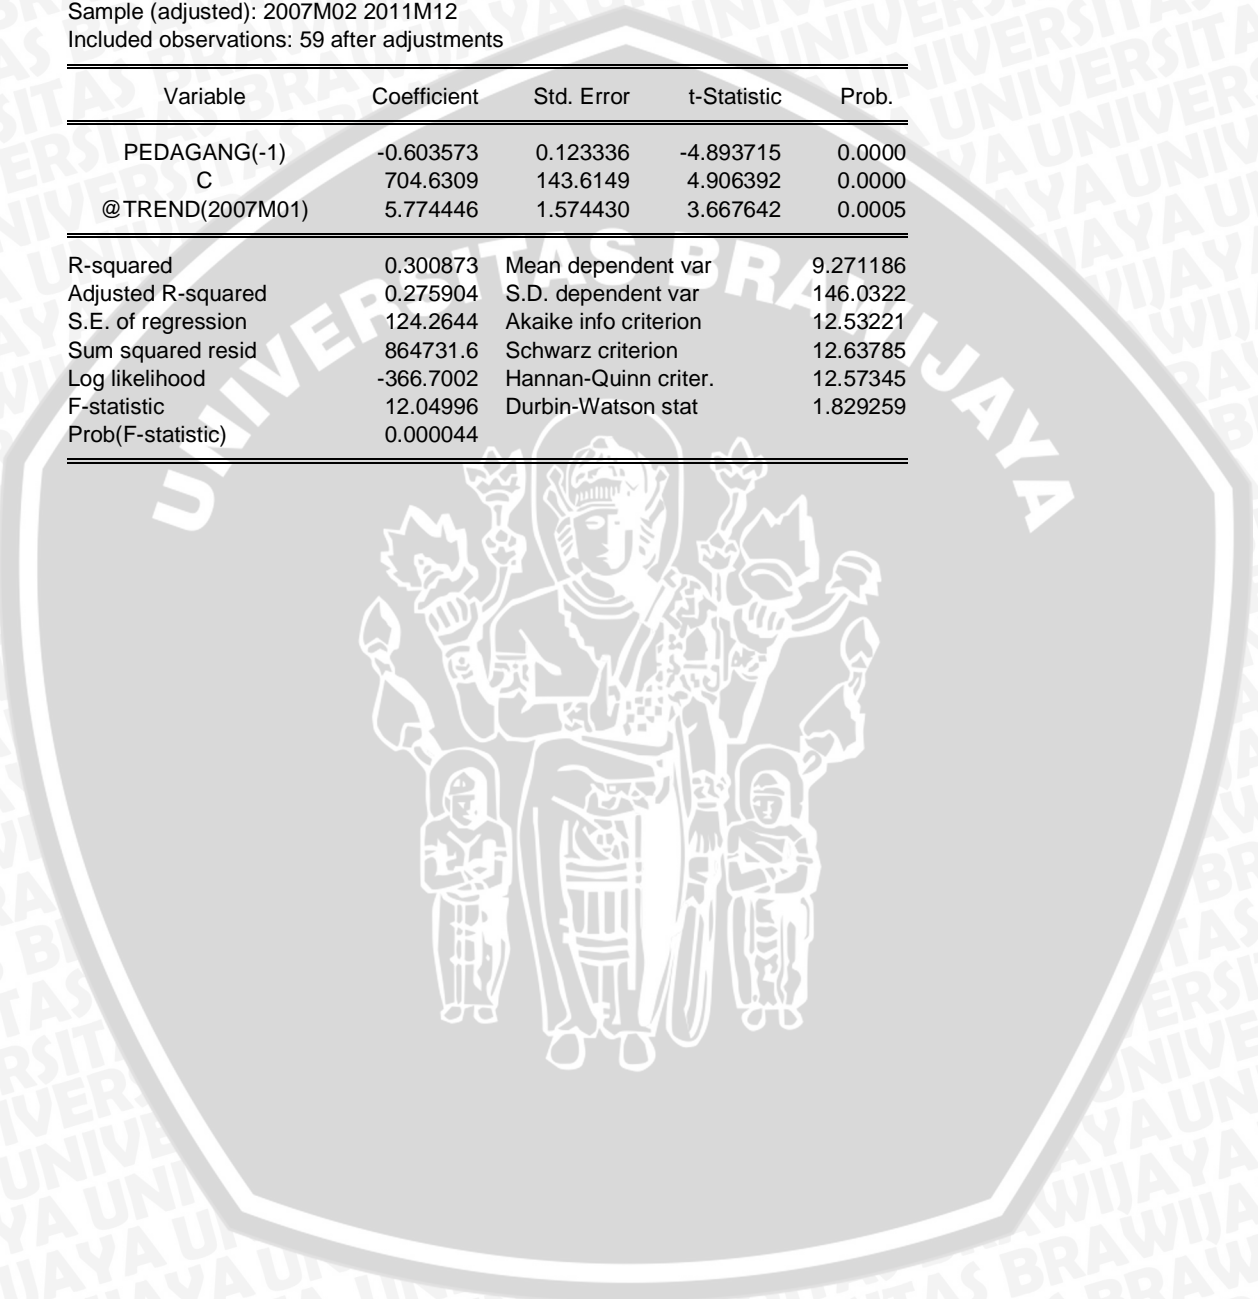 Sample (adjusted): 2007M02 2011M12
Included observations: 59 after adjustments
Variable Coefficient Std. Error t-Statistic Prob.
PEDAGANG(-1) -0.603573 0.123336 -4.893715 0.0000
C 704.6309 143.6149 4.906392 0.0000
@TREND(2007M01) 5.774446 1.574430 3.667642 0.0005
R-squared 0.300873 Mean dependent var 9.271186
Adjusted R-squared 0.275904 S.D. dependent var 146.0322
S.E. of regression 124.2644 Akaike info criterion 12.53221
Sum squared resid 864731.6 Schwarz criterion 12.63785
Log likelihood -366.7002 Hannan-Quinn criter. 12.57345
F-statistic 12.04996 Durbin-Watson stat 1.829259
Prob(F-statistic) 0.000044
UNIVERSITAS BRAWIJAYA